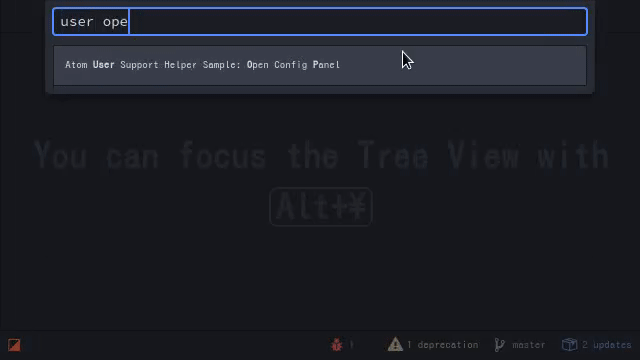 user ope
Atom User Support Helper Sample: Open Config Panel
You can focus the Tree View with
Alt+¥
1
1 deprecation
master
2 updates